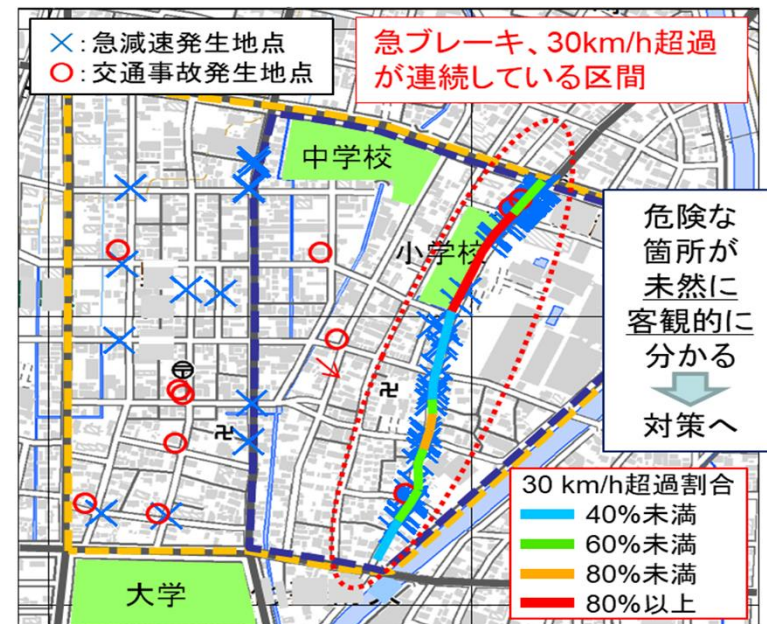 ×：急減速発生地点
○：交通事故発生地点
急ブレーキ、30km/h超過
が連続している区間
中学校
小学校
危険な
箇所が
未然に
客観的に
分かる
対策へ
卍
卍
30 km/h超過割合
40%未満
60%未満
80%未満
80%以上
大学